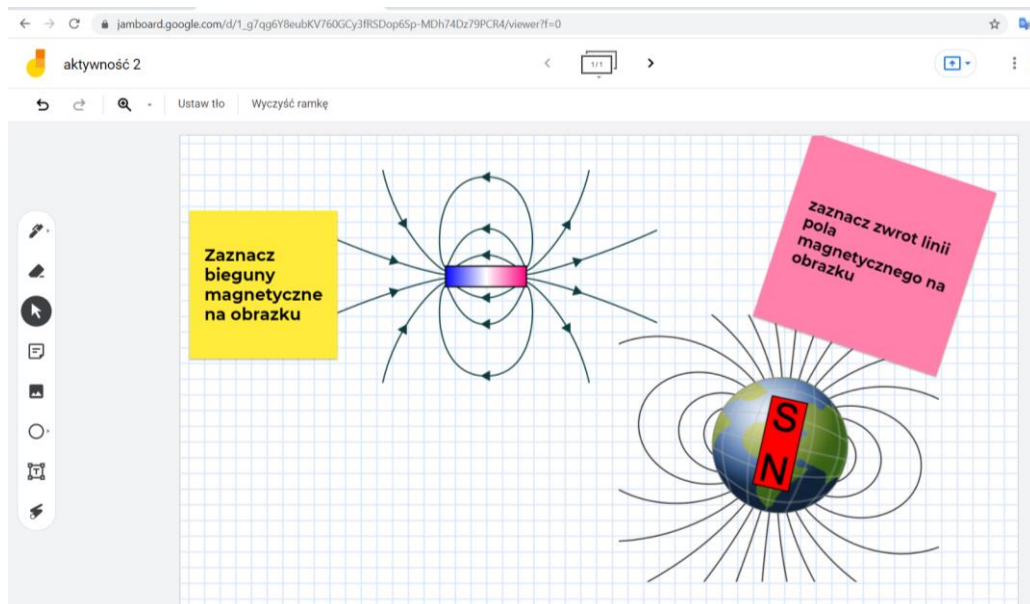 jamboard.google.com/d/1_g7qg6Y8eubKV760GCy3fRSDop6Sp-MDh74Dz79PCR4/viewer?f=0
aktywność 2
1/1
Ustaw tło
Wyczyść ramkę
Zaznacz
bieguny
magnetyczne
na obrazku
zaznacz zwrot linii
pola
magnetycznego na
obrazku
S
N